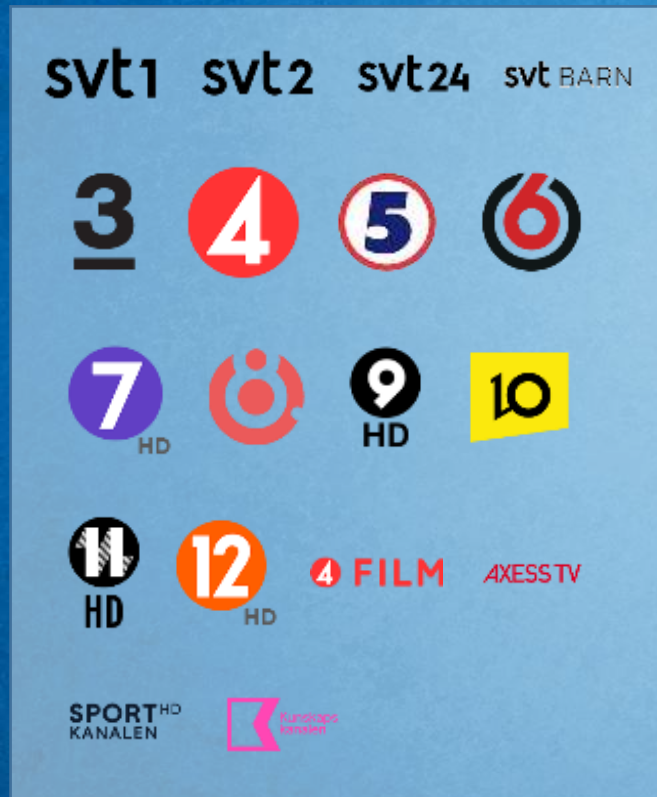 svt1 svt2 svt24 svt BARN
3 4 5 6
7 HD 8 9 HD 10
11 HD 12 HD 4 FILM AXESS TV
SPORT HD KANALEN Kunskaps kanalen